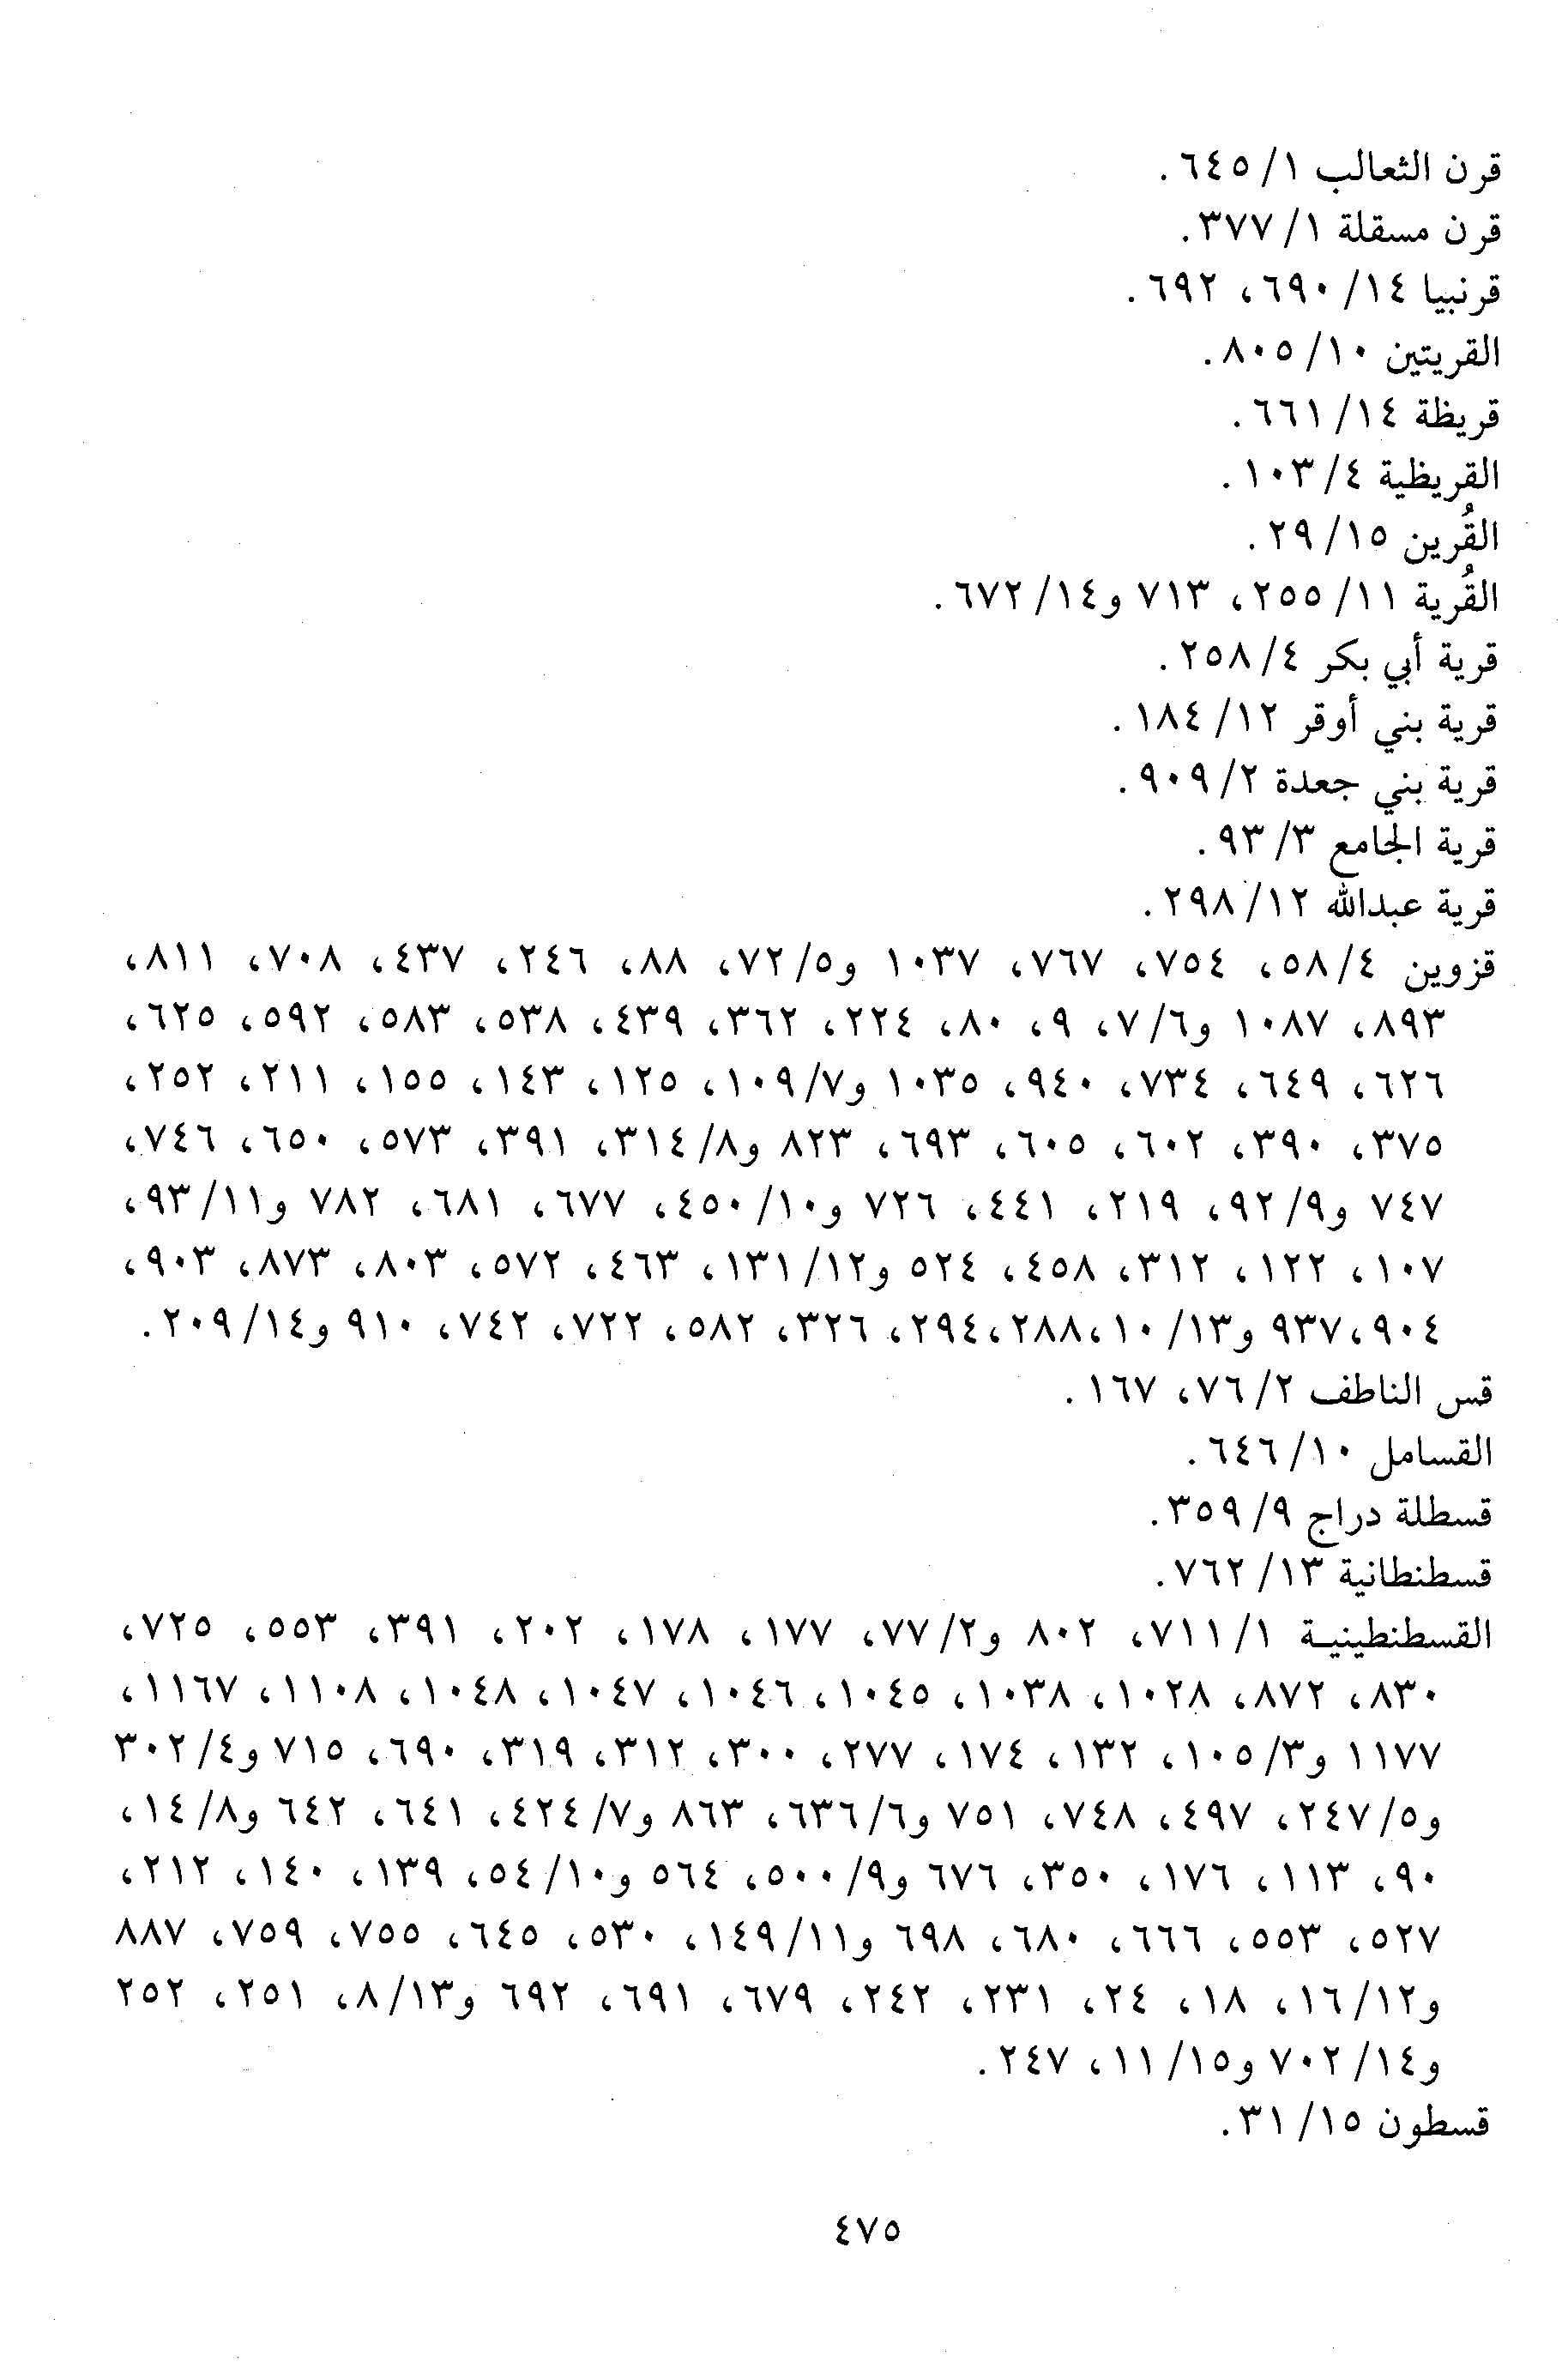 قرن الثعالب ١/ ٦٤٥.
قرن مسقلة ١/ ٣٧٧.
قرنبيا ١٤/ ٦٩٠، ٦٩٢.
القريتين ١٠/ ٨٠٥.
قريظة ١٤/ ٦٦١.
القريظية ٤/ ١٠٣.
القُرين ١٥/ ٢٩.
القُرية ١١/ ٢٥٥، ٧١٣ و١٤/ ٦٧٢.
قرية أبي بكر ٤/ ٢٥٨.
قرية بني أوقر ١٢/ ١٨٤.
قرية بني جعدة ٢/ ٩٠٩.
قرية الجامع ٣/ ٩٣.
قرية عبدالله ١٢/ ٢٩٨.
قزوين ٤/ ٥٨، ٧٥٤، ٧٦٧، ١٠٣٧ و٥/ ٧٢، ٨٨، ٢٤٦، ٤٣٧، ٧٠٨، ٨١١،
٨٩٣، ١٠٨٧ و٦/ ٧، ٩، ٨٠، ٢٢٤، ٣٦٢، ٤٣٩، ٥٣٨، ٥٨٣، ٥٩٢، ٦٢٥،
٦٢٦، ٦٤٩، ٧٣٤، ٩٤٠، ١٠٣٥ و٧/ ١٠٩، ١٢٥، ١٤٣، ١٥٥، ٢١١، ٢٥٢،
٣٧٥، ٣٩٠، ٦٠٢، ٦٠٥، ٦٩٣، ٨٢٣ و٨/ ٣١٤، ٣٩١، ٥٧٣، ٦٥٠، ٧٤٦،
٧٤٧ و٩/ ٩٢، ٢١٩، ٤٤١، ٧٢٦ و١٠/ ٤٥٠، ٦٧٧، ٦٨١، ٧٨٢ و١١/ ٩٣،
١٠٧، ١٢٢، ٣١٢، ٤٥٨، ٥٢٤ و١٢/ ١٣١، ٤٦٣، ٥٧٢، ٨٠٣، ٨٧٣، ٩٠٣،
٩٠٤،٩٣٧ و١٣/ ١٠،٢٨٨،٢٩٤، ٣٢٦، ٥٨٢، ٧٢٢، ٧٤٢، ٩١٠ و١٤/ ٢٠٩.
قس الناطف ٢/ ٧٦، ١٦٧.
القسامل ١٠/ ٦٤٦.
قسطلة دراج ٩/ ٣٥٩.
قسطنطانية ١٣/ ٧٦٢.
القسطنطينيـة ١/ ٧١١، ٨٠٢ و٢/ ٧٧، ١٧٧، ١٧٨، ٢٠٢، ٣٩١، ٥٥٣، ٧٢٥،
٨٣٠، ٨٧٢، ١٠٢٨، ١٠٣٨، ١٠٤٥، ١٠٤٦، ١٠٤٧، ١٠٤٨، ١١٠٨، ١١٦٧،
١١٧٧ و٣/ ١٠٥، ١٣٢، ١٧٤، ٢٧٧، ٣٠٠، ٣١٢، ٣١٩، ٦٩٠، ٧١٥ و٤/ ٣٠٢
و٥/ ٢٤٧، ٤٩٧، ٧٤٨، ٧٥١ و٦/ ٦٣٦، ٨٦٣ و٧/ ٤٢٤، ٦٤١، ٦٤٢ و٨/ ١٤،
٩٠، ١١٣، ١٧٦، ٣٥٠، ٦٧٦ و٩/ ٥٠٠، ٥٦٤ و١٠/ ٥٤، ١٣٩، ١٤٠، ٢١٢،
٥٢٧، ٥٥٣، ٦٦٦، ٦٨٠، ٦٩٨ و١١/ ١٤٩، ٥٣٠، ٦٤٥، ٧٥٥، ٧٥٩، ٨٨٧
و١٢/ ١٦، ١٨، ٢٤، ٢٣١، ٢٤٢، ٦٧٩، ٦٩١، ٦٩٢ و١٣/ ٨، ٢٥١، ٢٥٢
و١٤/ ٧٠٢ و١٥/ ١١، ٢٤٧.
قسطون ١٥/ ٣١.
٤٧٥